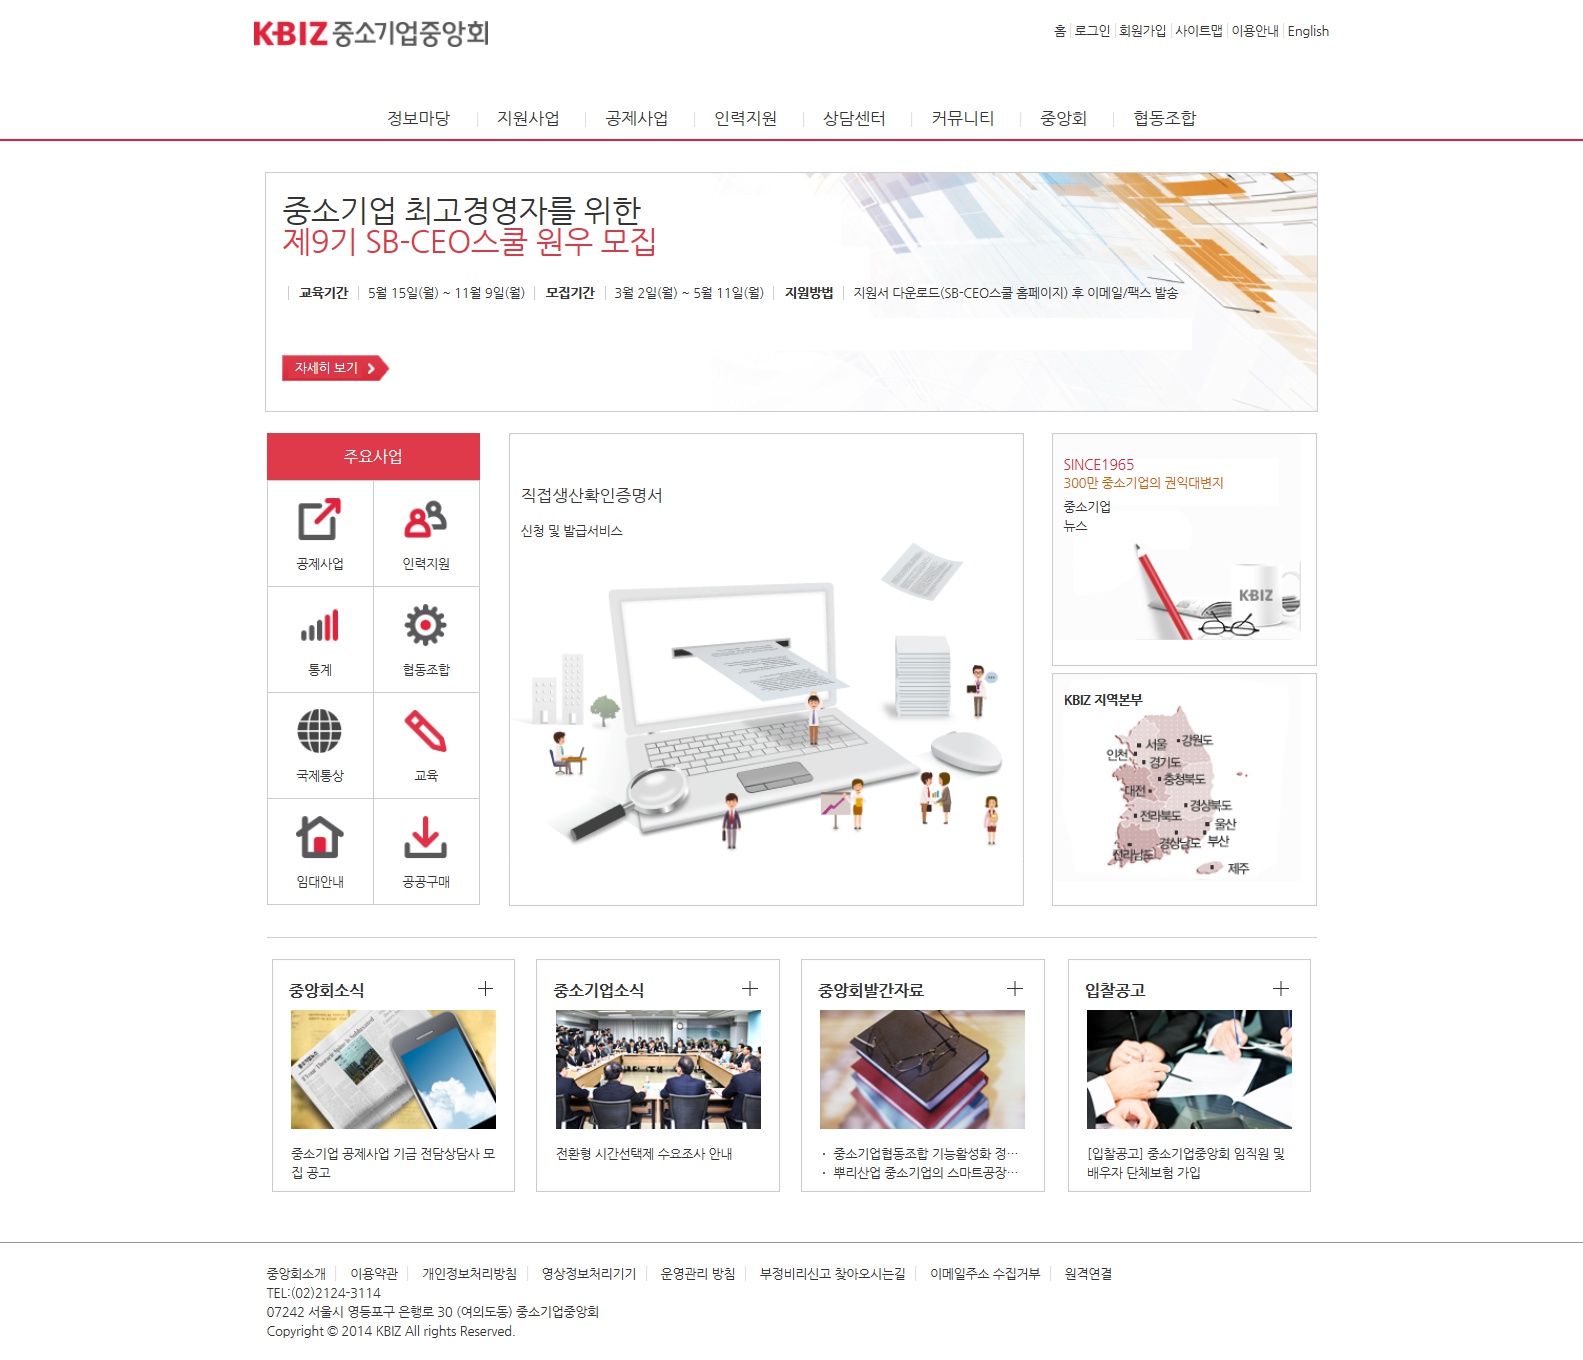 K-BIZ 중소기업중앙회
홈 로그인 회원가입 사이트맵 이용안내 English
정보마당 지원사업 공제사업 인력지원 상담센터 커뮤니티 중앙회 협동조합
중소기업 최고경영자를 위한
제9기 SB-CEO스쿨 원우 모집
교육기간 5월 15일(월) ~ 11월 9일(월) 모집기간 3월 2일(월) ~ 5월 11일(월) 지원방법 지원서 다운로드(SB-CEO스쿨 홈페이지) 후 이메일/팩스 발송
자세히 보기
주요사업
공제사업
인력지원
통계
협동조합
국제통상
교육
임대안내
공공구매
직접생산확인증명서
신청 및 발급서비스
SINCE1965
300만 중소기업의 권익대변지
중소기업
뉴스
K-BIZ
KBIZ 지역본부
서울
강원도
인천
경기도
충청북도
대전
경상북도
전라북도
울산
경상남도
부산
전라남도
제주
중앙회소식
중소기업 공제사업 기금 전담상담사 모
집 공고
중소기업소식
전환형 시간선택제 수요조사 안내
중앙회발간자료
· 중소기업협동조합 기능활성화 정…
· 뿌리산업 중소기업의 스마트공장…
입찰공고
[입찰공고] 중소기업중앙회 임직원 및
배우자 단체보험 가입
중앙회소개 이용약관 개인정보처리방침 영상정보처리기기 운영관리 방침 부정비리신고 찾아오시는길 이메일주소 수집거부 원격연결
TEL:(02)2124-3114
07242 서울시 영등포구 은행로 30 (여의도동) 중소기업중앙회
Copyright © 2014 KBIZ All rights Reserved.